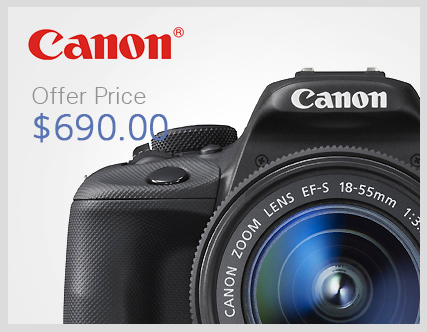 Canon®
Offer Price
$690.00
Canon
CANON ZOOM LENS EF-S 18-55mm 1:3.